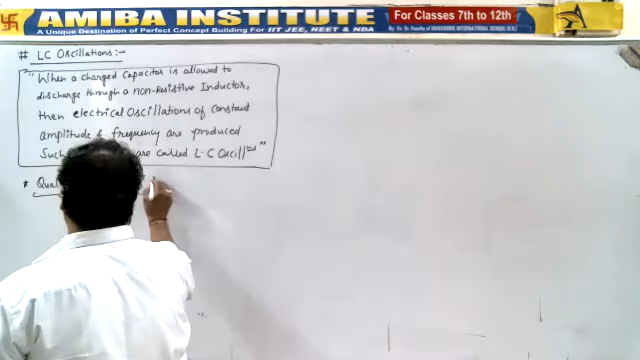 AMIBA INSTITUTE
A Unique Destination of Perfect Concept Building For IIT JEE, NEET & NDA
For Classes 7th to 12th
# LC Oscillations :-
"When a charged Capacitor is allowed to
discharge through a non-Resistive Inductor,
then electrical Oscillations of Constant
amplitude & frequency are produced
Such are called L.C Oscillns"
* Qual